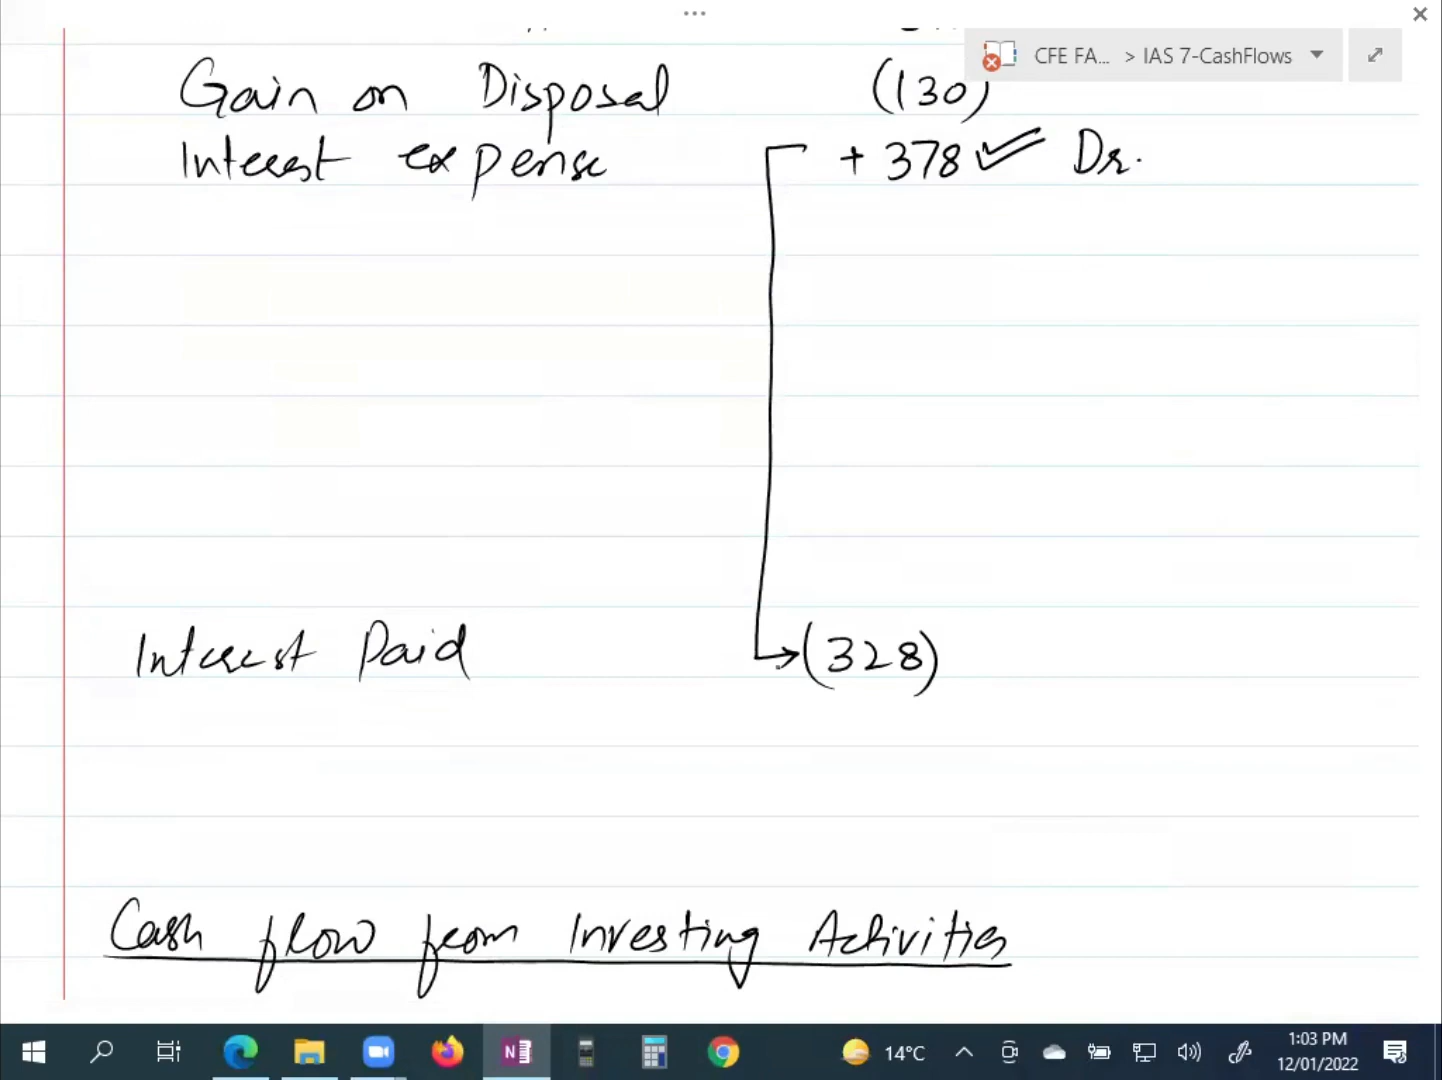 CFE FA... > IAS 7-CashFlows
Gain on Disposal (130)
Interest expense + 378 Dr.
Interest Paid (328)
Cash flow from Investing Activities
14°C
1:03 PM
12/01/2022